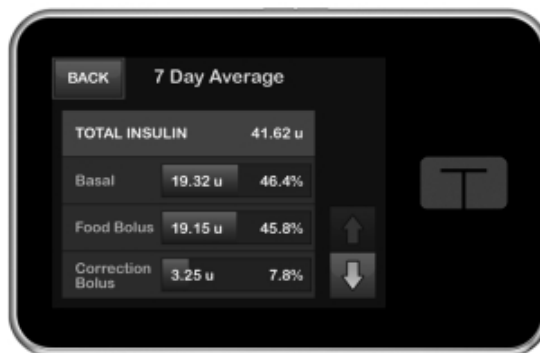 BACK 7 Day Average
TOTAL INSULIN 41.62 u
Basal 19.32 u 46.4%
Food Bolus 19.15 u 45.8%
Correction
Bolus 3.25 u 7.8%